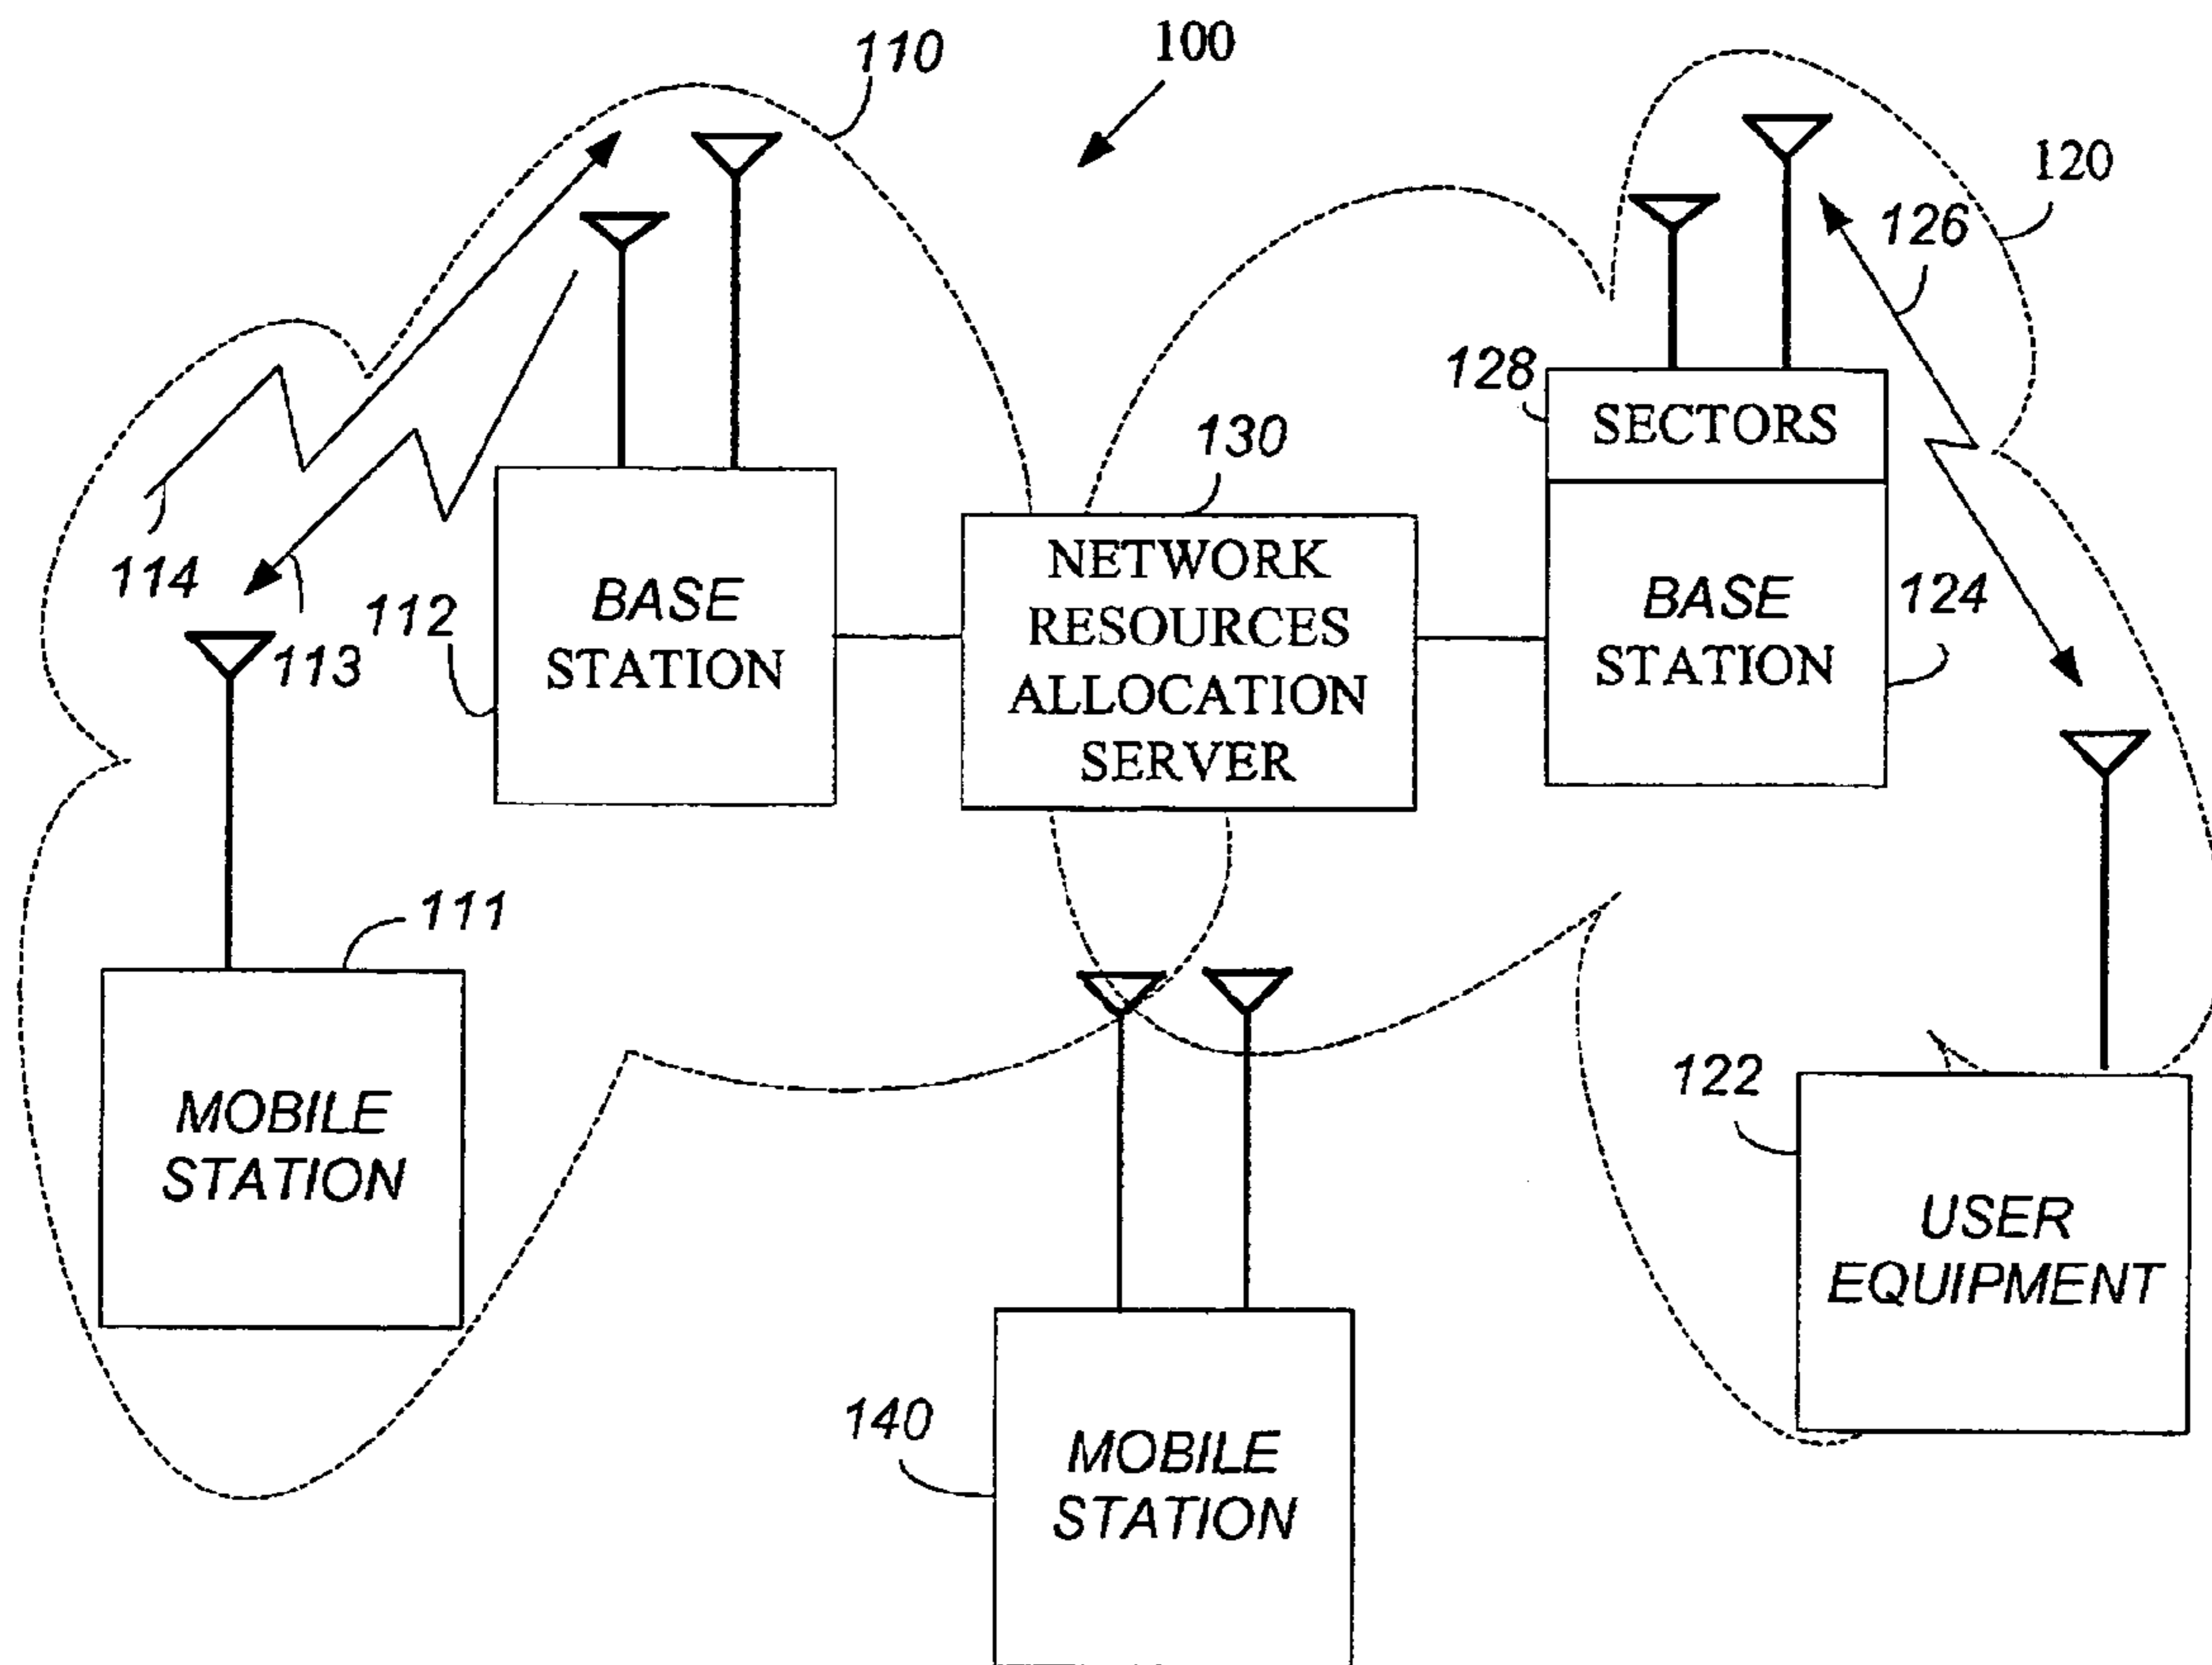 110
100
120
126
128
SECTORS
130
NETWORK
RESOURCES
ALLOCATION
SERVER
114
113
112
BASE
STATION
BASE
STATION
124
111
MOBILE
STATION
122
USER
EQUIPMENT
140
MOBILE
STATION